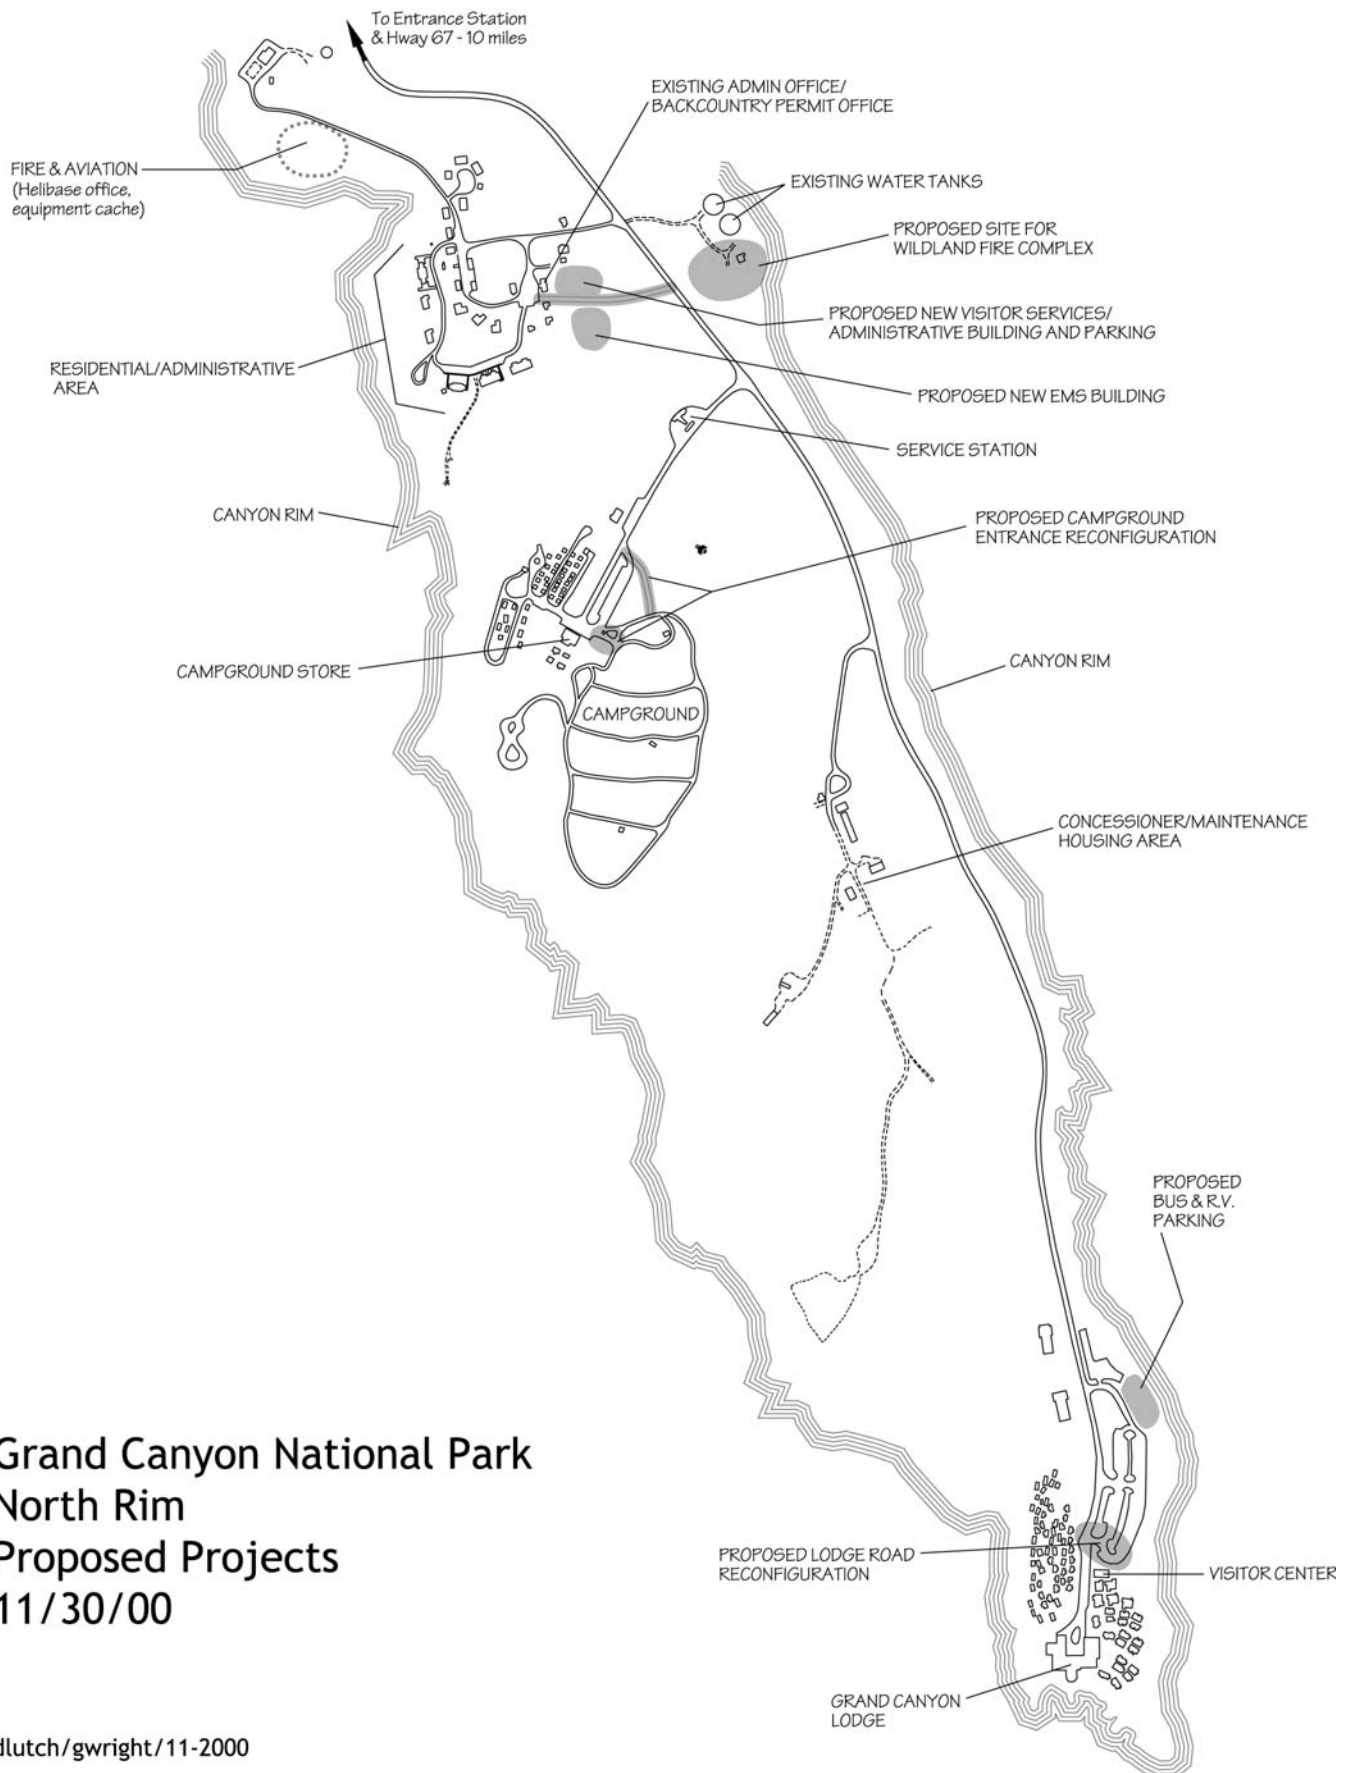 To Entrance Station
& Hway 67 - 10 miles
EXISTING ADMIN OFFICE/
BACKCOUNTRY PERMIT OFFICE
FIRE & AVIATION
(Helibase office,
equipment cache)
EXISTING WATER TANKS
PROPOSED SITE FOR
WILDLAND FIRE COMPLEX
PROPOSED NEW VISITOR SERVICES/
ADMINISTRATIVE BUILDING AND PARKING
RESIDENTIAL/ADMINISTRATIVE
AREA
PROPOSED NEW EMS BUILDING
SERVICE STATION
CANYON RIM
PROPOSED CAMPGROUND
ENTRANCE RECONFIGURATION
CAMPGROUND STORE
CANYON RIM
CAMPGROUND
CONCESSIONER/MAINTENANCE
HOUSING AREA
PROPOSED
BUS & R.V.
PARKING
Grand Canyon National Park
North Rim
Proposed Projects
11/30/00
PROPOSED LODGE ROAD
RECONFIGURATION
VISITOR CENTER
GRAND CANYON
LODGE
dlutch/gwright/11-2000